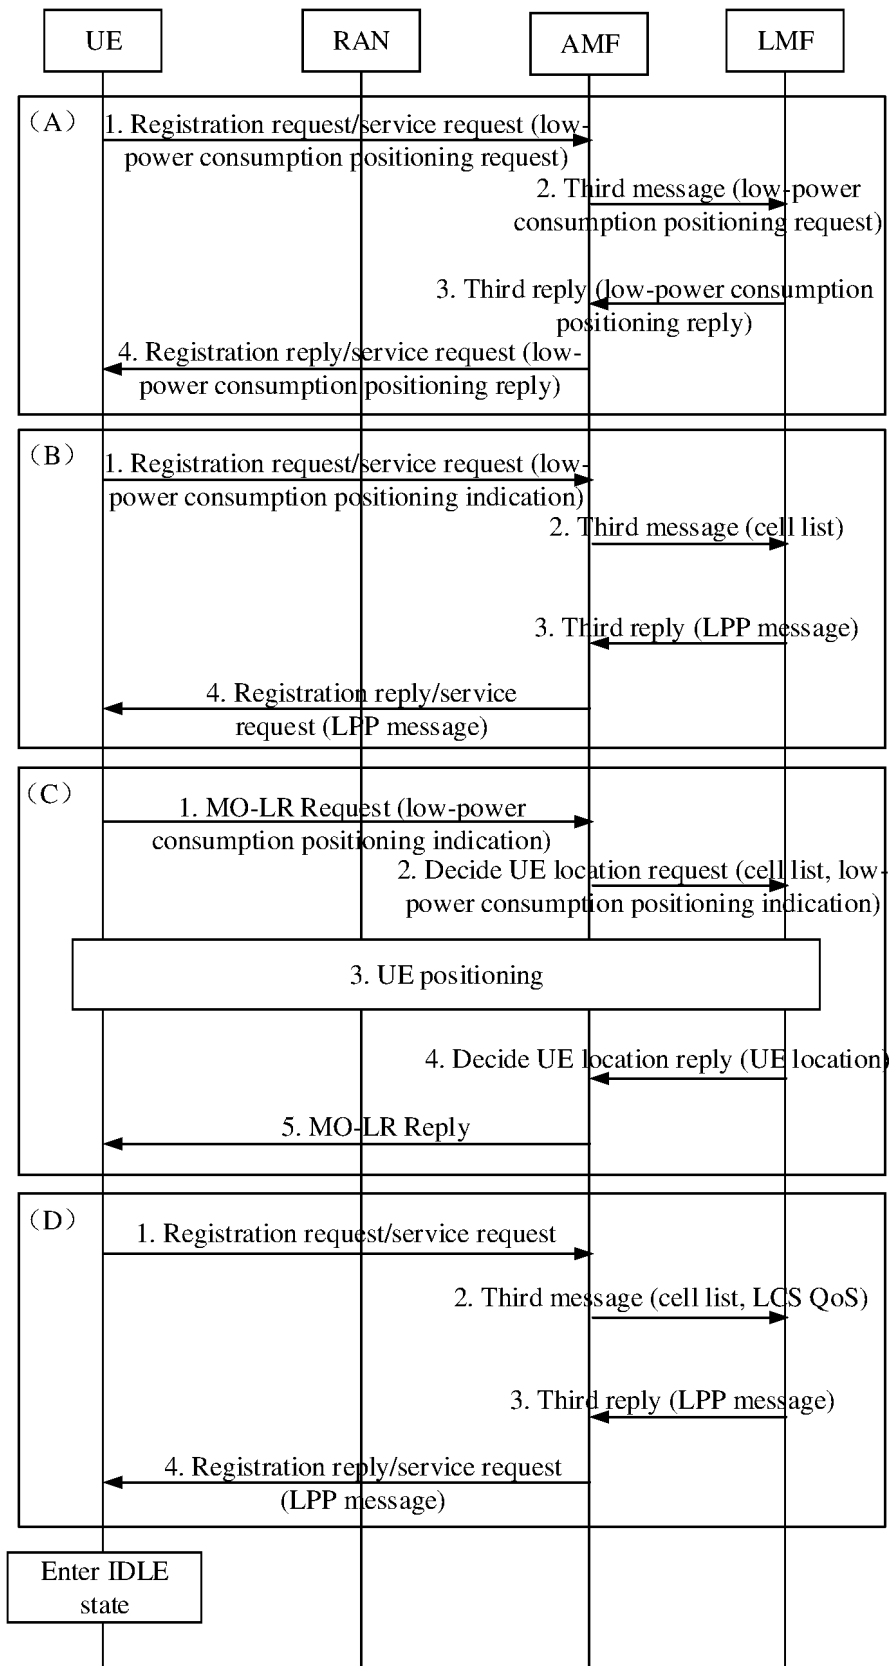 UE
RAN
AMF
LMF
(A)
1. Registration request/service request (low-
power consumption positioning request)
2. Third message (low-power
consumption positioning request)
3. Third reply (low-power consumption
positioning reply)
4. Registration reply/service request (low-
power consumption positioning reply)
(B)
1. Registration request/service request (low-
power consumption positioning indication)
2. Third message (cell list)
3. Third reply (LPP message)
4. Registration reply/service
request (LPP message)
(C)
1. MO-LR Request (low-power
consumption positioning indication)
2. Decide UE location request (cell list, low-
power consumption positioning indication)
3. UE positioning
4. Decide UE location reply (UE location)
5. MO-LR Reply
(D)
1. Registration request/service request
2. Third message (cell list, LCS QoS)
3. Third reply (LPP message)
4. Registration reply/service request
(LPP message)
Enter IDLE
state